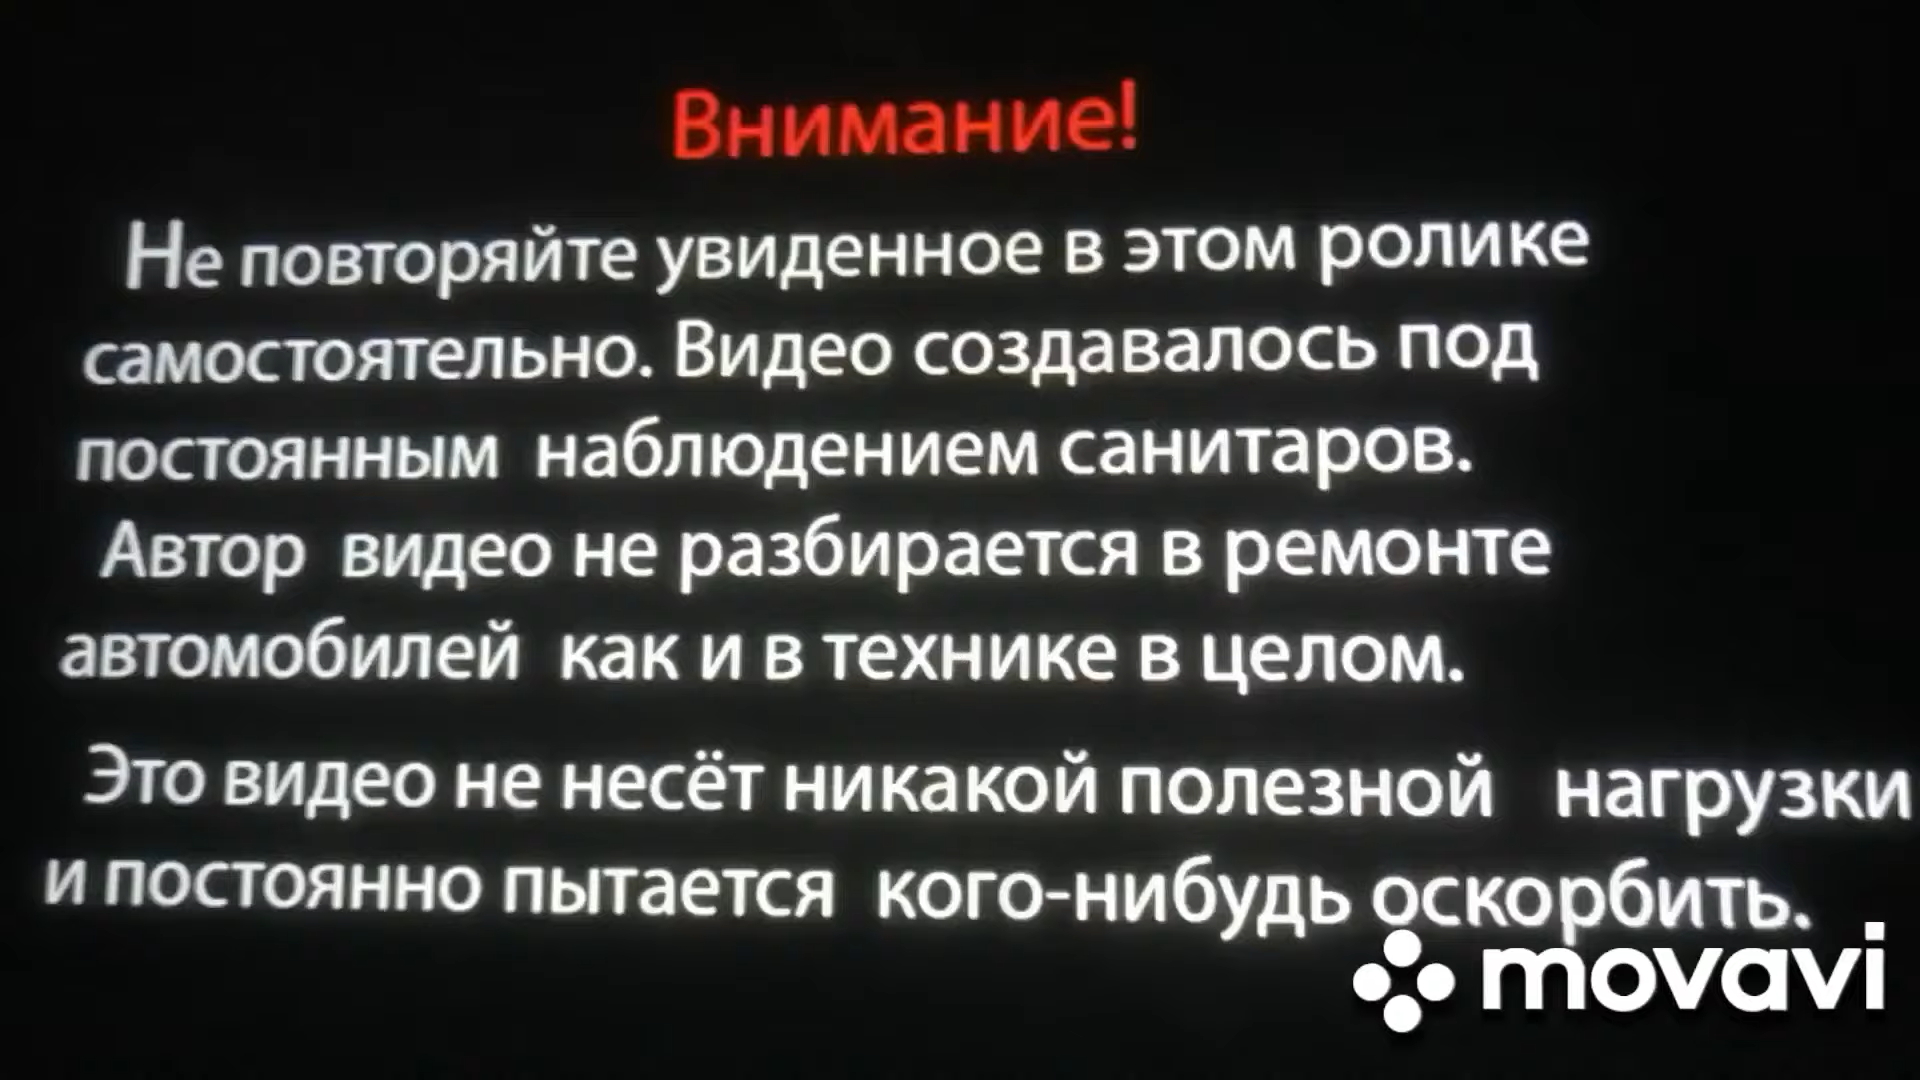 Внимание!
Не повторяйте увиденное в этом ролике
самостоятельно. Видео создавалось под
постоянным наблюдением санитаров.
Автор видео не разбирается в ремонте
автомобилей как и в технике в целом.
Это видео не несёт никакой полезной нагрузки
и постоянно пытается кого-нибудь оскорбить.
movavi